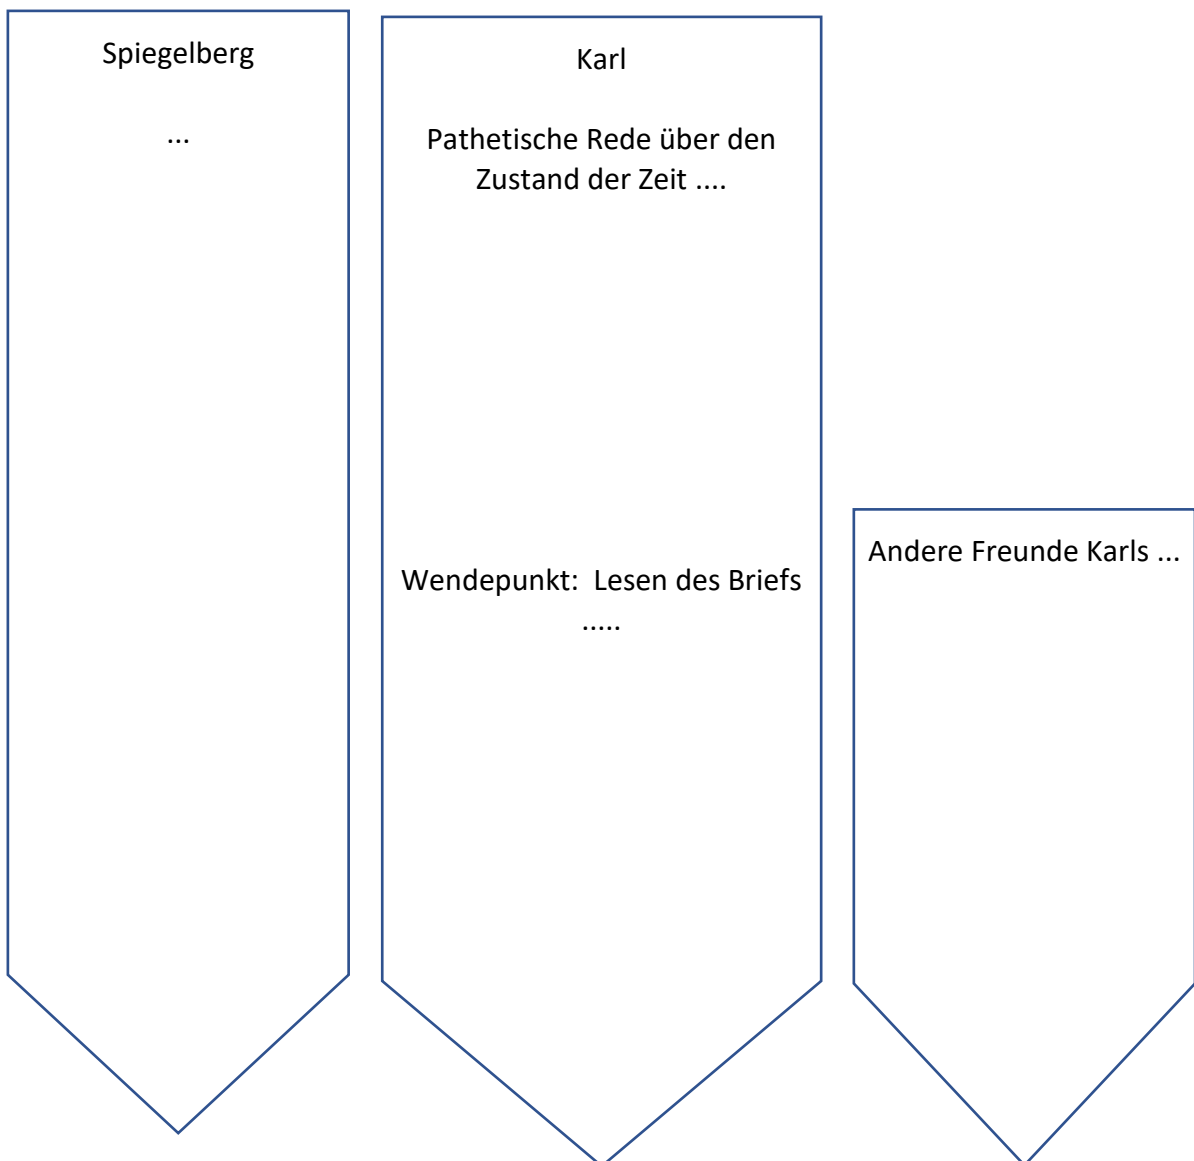 Spiegelberg
...
Karl
Pathetische Rede über den
Zustand der Zeit ....
Wendepunkt:  Lesen des Briefs
.....
Andere Freunde Karls ...